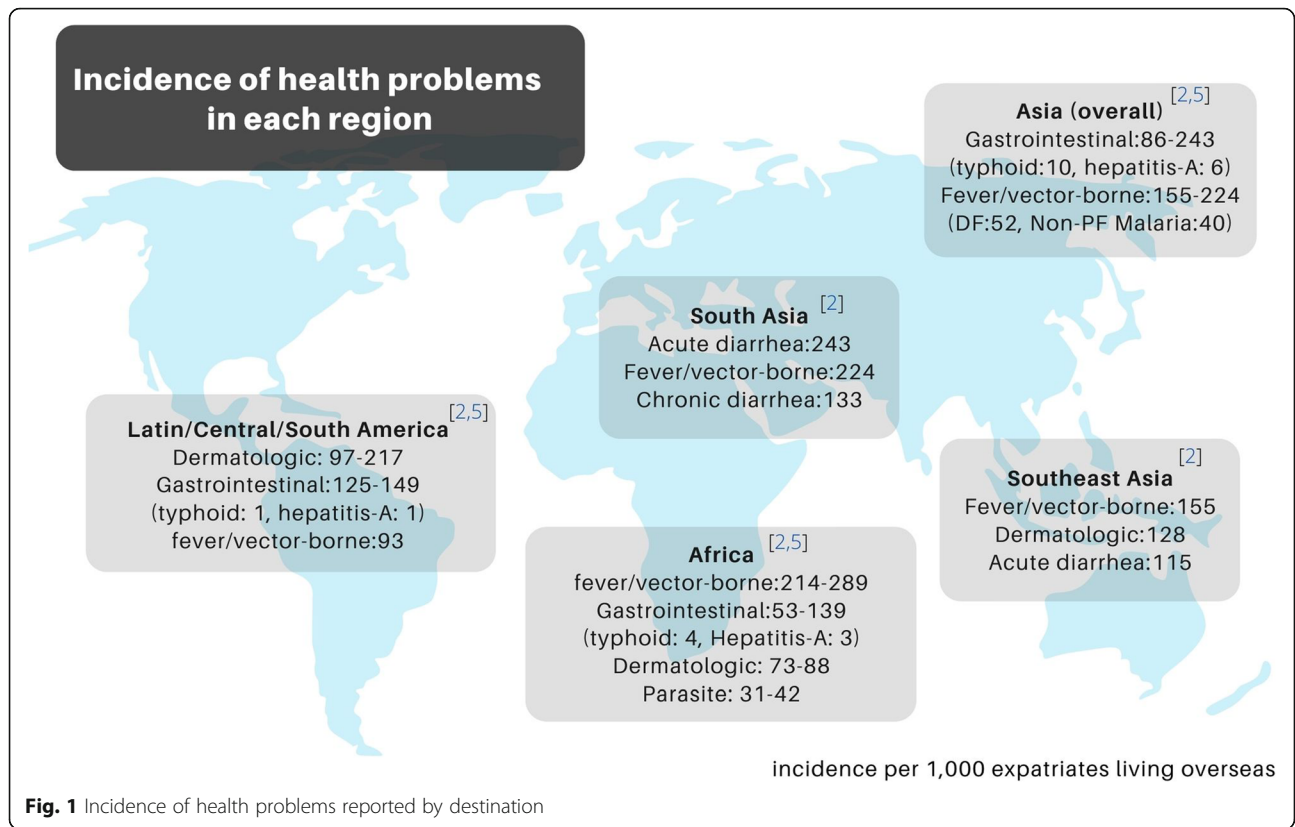 Incidence of health problems
in each region
Asia (overall) [2,5]
Gastrointestinal:86-243
(typhoid:10, hepatitis-A: 6)
Fever/vector-borne:155-224
(DF:52, Non-PF Malaria:40)
South Asia [2]
Acute diarrhea:243
Fever/vector-borne:224
Chronic diarrhea:133
Latin/Central/South America [2,5]
Dermatologic: 97-217
Gastrointestinal:125-149
(typhoid: 1, hepatitis-A: 1)
fever/vector-borne:93
Southeast Asia [2]
Fever/vector-borne:155
Dermatologic:128
Acute diarrhea:115
Africa [2,5]
fever/vector-borne:214-289
Gastrointestinal:53-139
(typhoid: 4, Hepatitis-A: 3)
Dermatologic: 73-88
Parasite: 31-42
incidence per 1,000 expatriates living overseas
Fig. 1 Incidence of health problems reported by destination